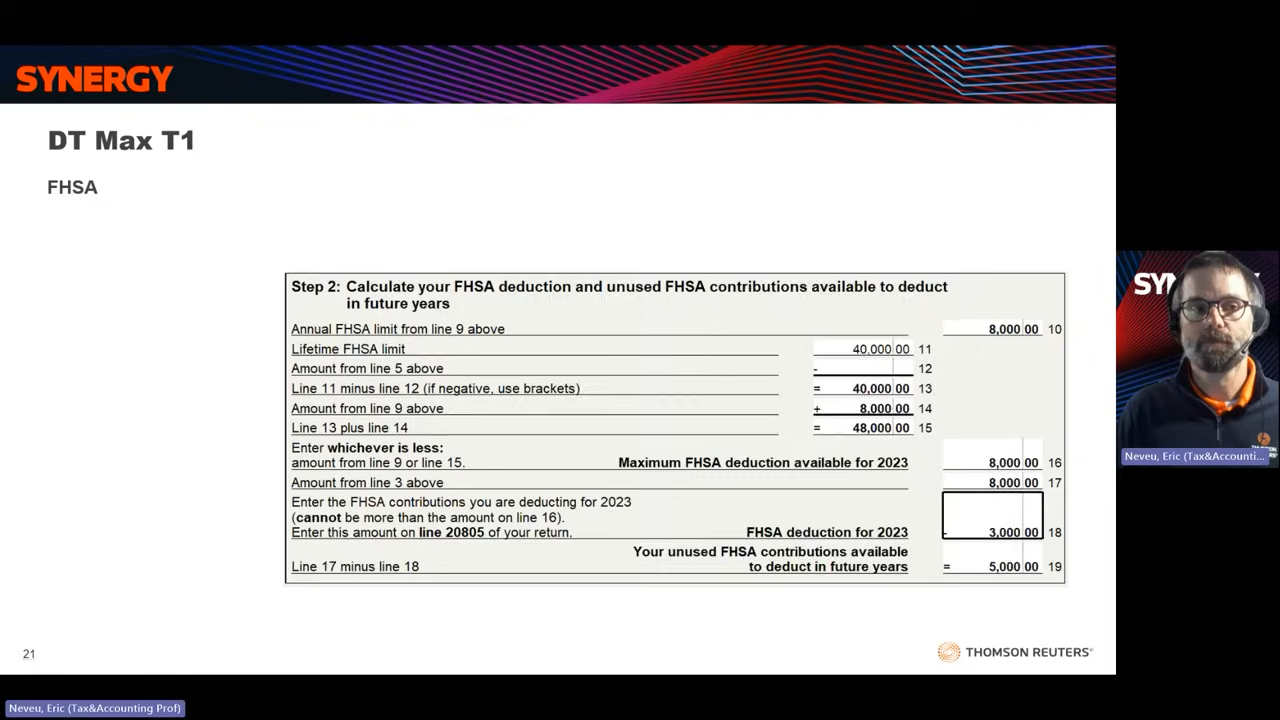 SYNERGY
DT Max T1
FHSA
Step 2: Calculate your FHSA deduction and unused FHSA contributions available to deduct
in future years
Annual FHSA limit from line 9 above 8,000 00 10
Lifetime FHSA limit 40,000 00 11
Amount from line 5 above - 12
Line 11 minus line 12 (if negative, use brackets) = 40,000 00 13
Amount from line 9 above + 8,000 00 14
Line 13 plus line 14 = 48,000 00 15
Enter whichever is less:
amount from line 9 or line 15. Maximum FHSA deduction available for 2023 8,000 00 16
Amount from line 3 above 8,000 00 17
Enter the FHSA contributions you are deducting for 2023
(cannot be more than the amount on line 16).
Enter this amount on line 20805 of your return. FHSA deduction for 2023 - 3,000 00 18
Your unused FHSA contributions available
Line 17 minus line 18 to deduct in future years = 5,000 00 19
21
THOMSON REUTERS®
SY
Neveu, Eric (Tax&Accounti...
Neveu, Eric (Tax&Accounting Prof)